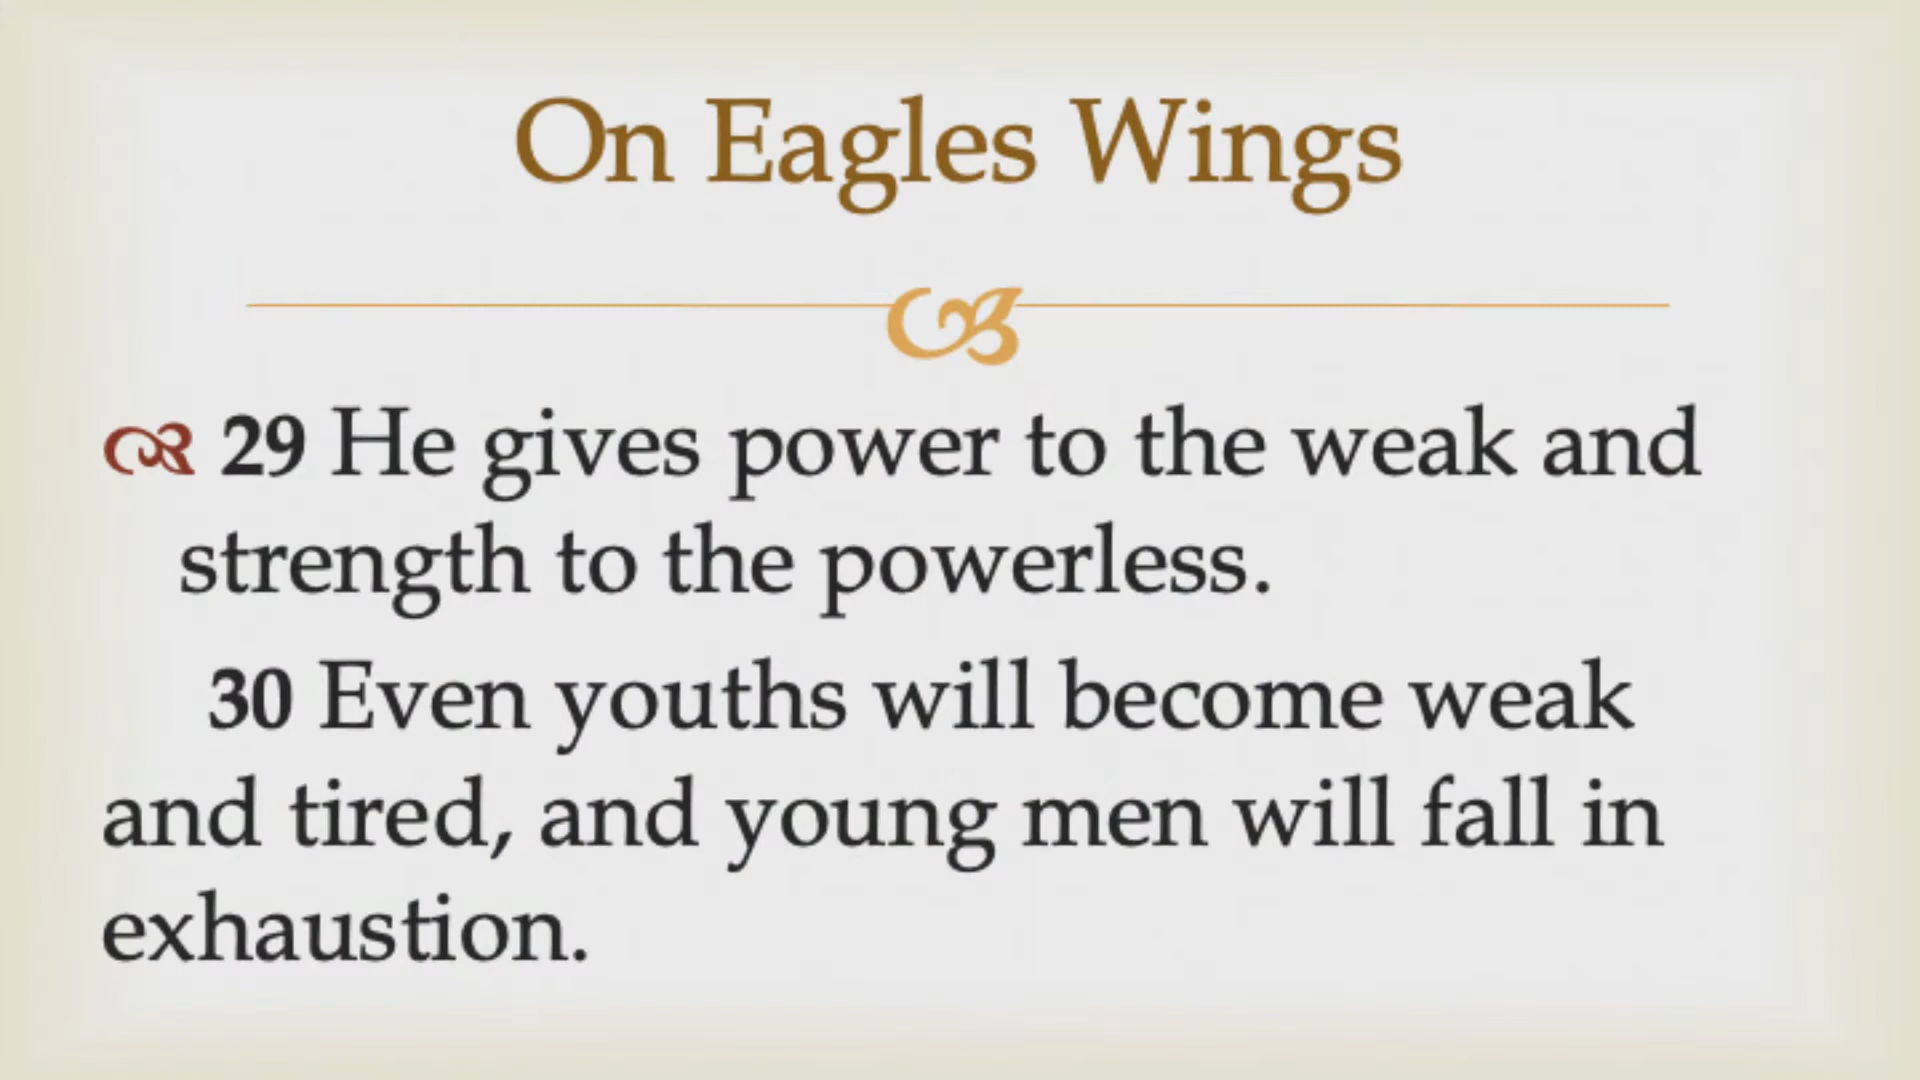 On Eagles Wings
29 He gives power to the weak and
strength to the powerless.
30 Even youths will become weak
and tired, and young men will fall in
exhaustion.